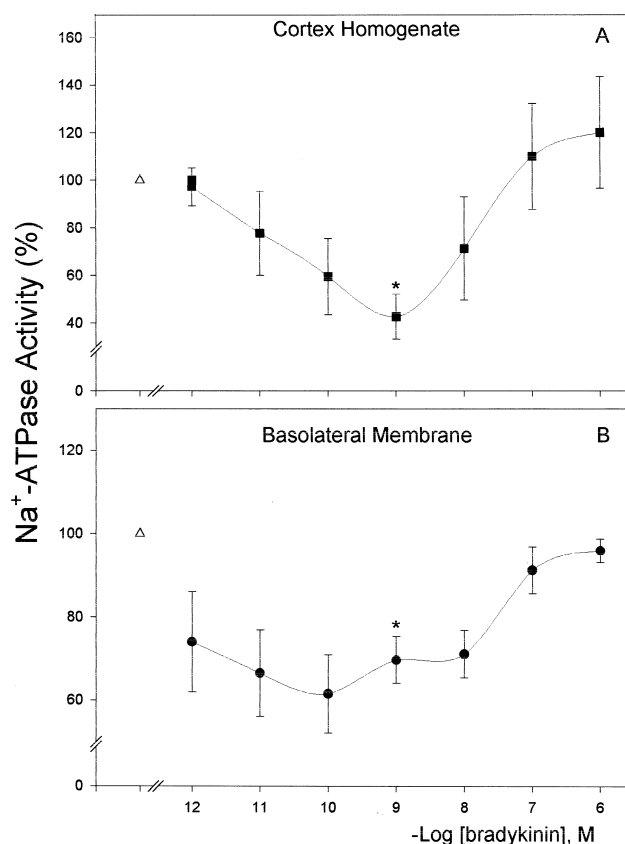 Cortex Homogenate
A
160
140
120
100
80
60
40
0
*
Na+-ATPase Activity (%)
Basolateral Membrane
B
120
100
80
60
0
*
12 11 10 9 8 7 6
-Log [bradykinin], M